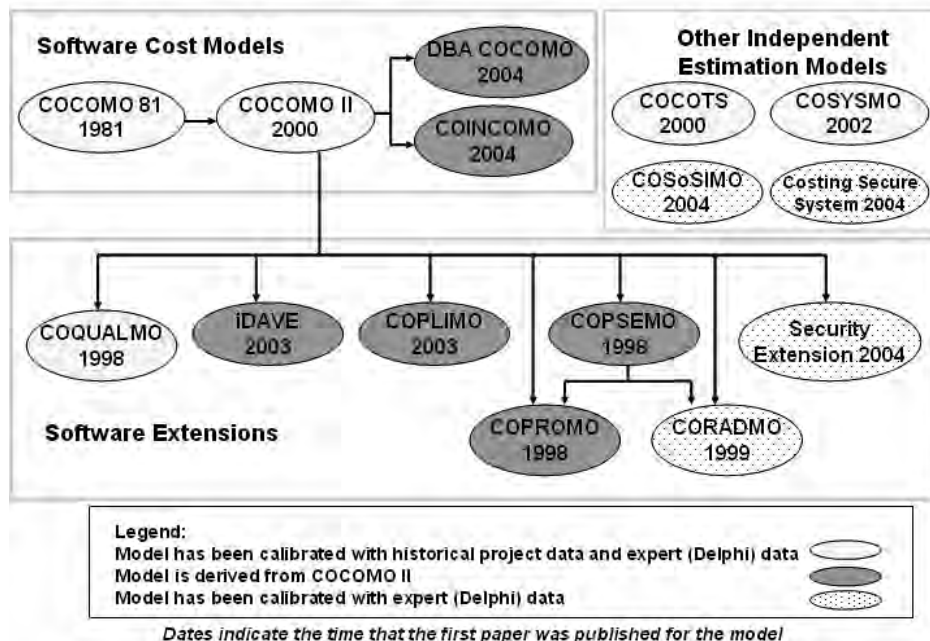 Software Cost Models
COCOMO 81
1981
COCOMO II
2000
DBA COCOMO
2004
COINCOMO
2004
Other Independent
Estimation Models
COCOTS
2000
COSYSMO
2002
COSoSIMO
2004
Costing Secure
System 2004
COQUALMO
1998
iDAVE
2003
COPLIMO
2003
COPSEMO
1998
Security
Extension 2004
Software Extensions
COPROMO
1998
CORADMO
1999
Legend:
Model has been calibrated with historical project data and expert (Delphi) data
Model is derived from COCOMO II
Model has been calibrated with expert (Delphi) data
Dates indicate the time that the first paper was published for the model